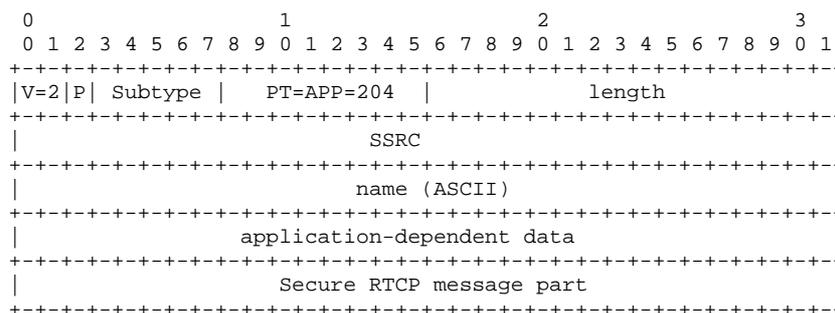 0                   1                   2                   3
 0 1 2 3 4 5 6 7 8 9 0 1 2 3 4 5 6 7 8 9 0 1 2 3 4 5 6 7 8 9 0 1
+-+-+-+-+-+-+-+-+-+-+-+-+-+-+-+-+-+-+-+-+-+-+-+-+-+-+-+-+-+-+-+-
|V=2|P| Subtype |   PT=APP=204  |            length
+-+-+-+-+-+-+-+-+-+-+-+-+-+-+-+-+-+-+-+-+-+-+-+-+-+-+-+-+-+-+-+-
|                           SSRC
+-+-+-+-+-+-+-+-+-+-+-+-+-+-+-+-+-+-+-+-+-+-+-+-+-+-+-+-+-+-+-+-
|                          name (ASCII)
+-+-+-+-+-+-+-+-+-+-+-+-+-+-+-+-+-+-+-+-+-+-+-+-+-+-+-+-+-+-+-+-
|                 application-dependent data
+-+-+-+-+-+-+-+-+-+-+-+-+-+-+-+-+-+-+-+-+-+-+-+-+-+-+-+-+-+-+-+-
|                    Secure RTCP message part
+-+-+-+-+-+-+-+-+-+-+-+-+-+-+-+-+-+-+-+-+-+-+-+-+-+-+-+-+-+-+-+-